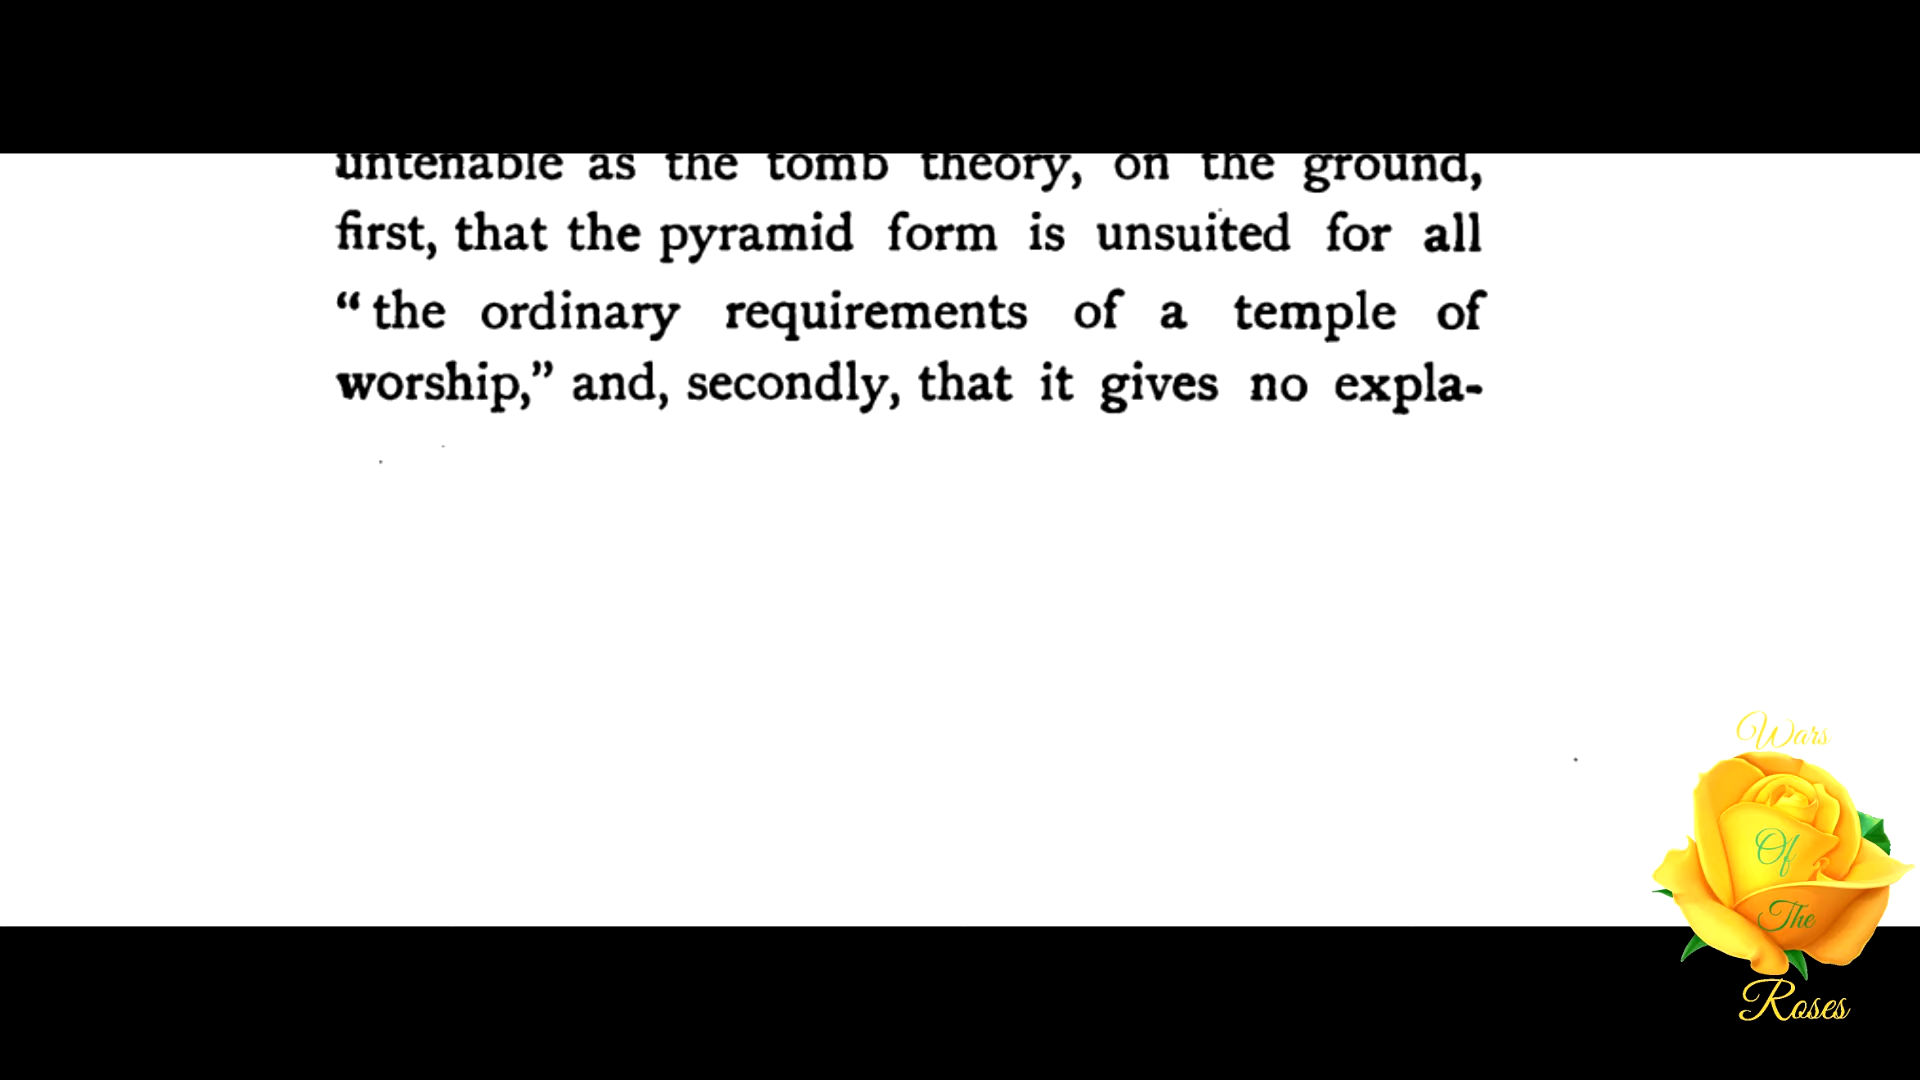 untenable as the tomb theory, on the ground,
first, that the pyramid form is unsuited for all
“ the ordinary requirements of a temple of
worship,” and, secondly, that it gives no expla-
Wars
Of
The
Roses